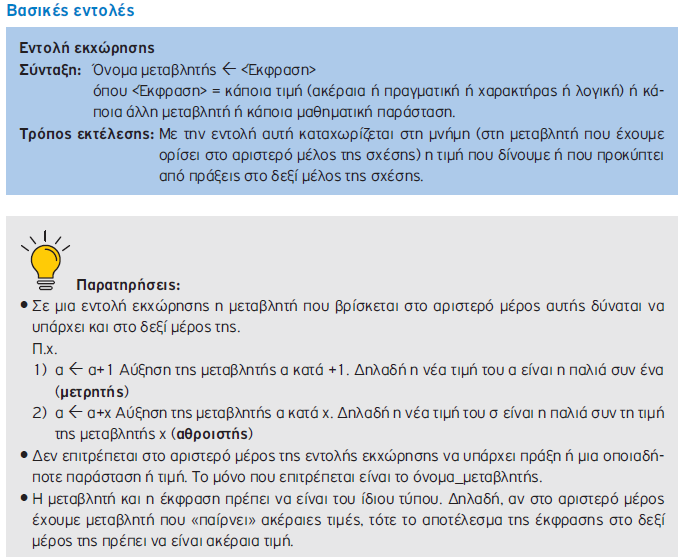 Βασικές εντολές
Εντολή εκχώρησης
Σύνταξη: Όνομα μεταβλητής ← <Έκφραση>
όπου <Έκφραση> = κάποια τιμή (ακέραια ή πραγματική ή χαρακτήρας ή λογική) ή κά-
ποια άλλη μεταβλητή ή κάποια μαθηματική παράσταση.
Τρόπος εκτέλεσης: Με την εντολή αυτή καταχωρίζεται στη μνήμη (στη μεταβλητή που έχουμε
ορίσει στο αριστερό μέλος της σχέσης) η τιμή που δίνουμε ή που προκύπτει
από πράξεις στο δεξί μέλος της σχέσης.
Παρατηρήσεις:
• Σε μια εντολή εκχώρησης η μεταβλητή που βρίσκεται στο αριστερό μέρος αυτής δύναται να
υπάρχει και στο δεξί μέρος της.
Π.χ.
1) α ← α+1 Αύξηση της μεταβλητής α κατά +1. Δηλαδή η νέα τιμή του α είναι η παλιά συν ένα
(μετρητής)
2) α ← α+x Αύξηση της μεταβλητής α κατά x. Δηλαδή η νέα τιμή του σ είναι η παλιά συν τη τιμή
της μεταβλητής x (αθροιστής)
• Δεν επιτρέπεται στο αριστερό μέρος της εντολής εκχώρησης να υπάρχει πράξη ή μια οποιαδή-
ποτε παράσταση ή τιμή. Το μόνο που επιτρέπεται είναι το όνομα_μεταβλητής.
• Η μεταβλητή και η έκφραση πρέπει να είναι του ίδιου τύπου. Δηλαδή, αν στο αριστερό μέρος
έχουμε μεταβλητή που «παίρνει» ακέραιες τιμές, τότε το αποτέλεσμα της έκφρασης στο δεξί
μέρος της πρέπει να είναι ακέραια τιμή.